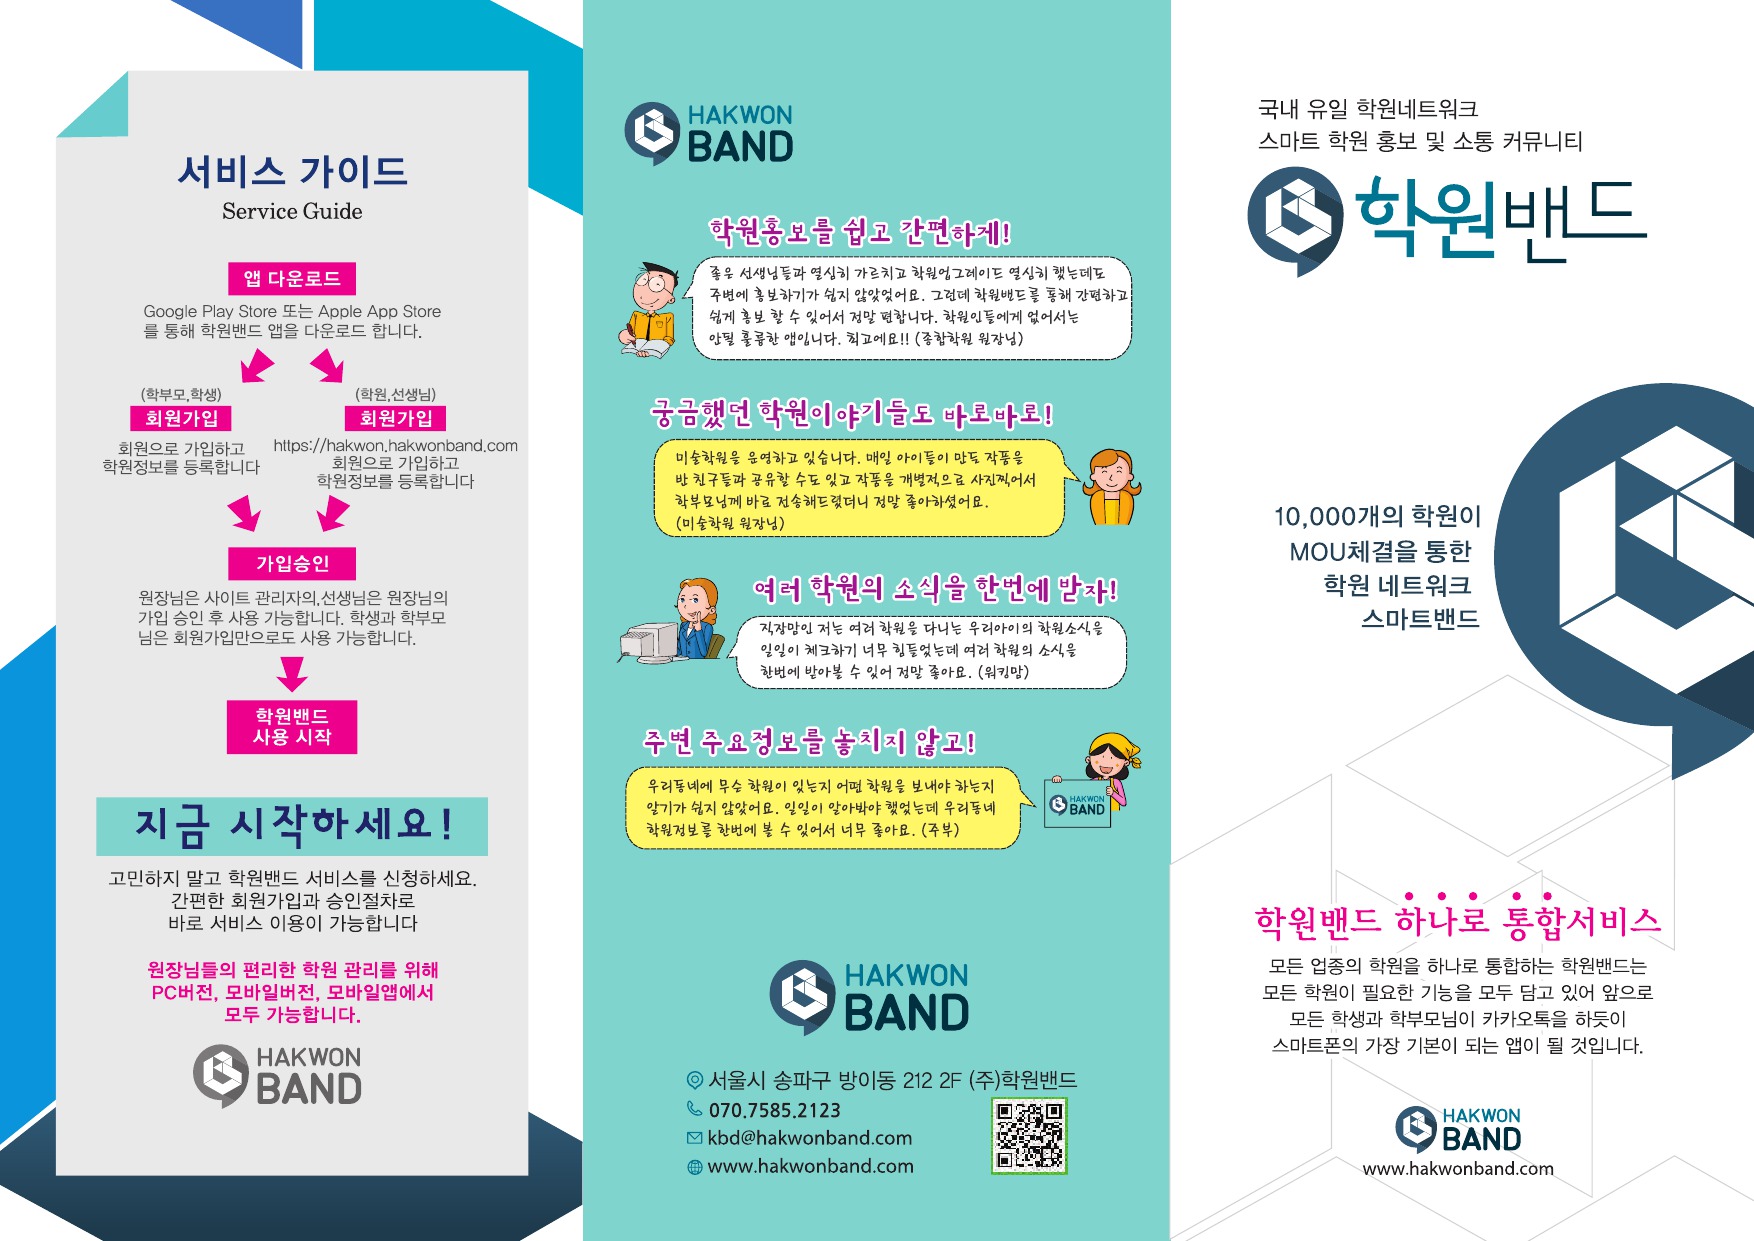 서비스 가이드
Service Guide
앱 다운로드
Google Play Store 또는 Apple App Store
를 통해 학원밴드 앱을 다운로드 합니다.
(학부모,학생)
회원가입
회원으로 가입하고
학원정보를 등록합니다
(학원,선생님)
회원가입
https://hakwon.hakwonband.com
회원으로 가입하고
학원정보를 등록합니다
가입승인
원장님은 사이트 관리자의,선생님은 원장님의
가입 승인 후 사용 가능합니다. 학생과 학부모
님은 회원가입만으로도 사용 가능합니다.
학원밴드
사용 시작
지금 시작하세요!
고민하지 말고 학원밴드 서비스를 신청하세요.
간편한 회원가입과 승인절차로
바로 서비스 이용이 가능합니다
원장님들의 편리한 학원 관리를 위해
PC버전, 모바일버전, 모바일앱에서
모두 가능합니다.
HAKWON
BAND
HAKWON
BAND
학원홍보를 쉽고 간편하게!
좋은 선생님들과 열심히 가르치고 학원업그레이드 열심히 했는데도
주변에 홍보하기가 쉽지 않았었어요. 그런데 학원밴드를 통해 간편하고
쉽게 홍보 할 수 있어서 정말 편합니다. 학원인들에게 없어서는
안될 훌륭한 앱입니다. 최고에요!! (종합학원 원장님)
궁금했던 학원이야기들도 바로바로!
미술학원을 운영하고 있습니다. 매일 아이들이 만든 작품을
반 친구들과 공유할 수도 있고 작품을 개별적으로 사진찍어서
학부모님께 바로 전송해드렸더니 정말 좋아하셨어요.
(미술학원 원장님)
여러 학원의 소식을 한번에 받자!
직장맘인 저는 여러 학원을 다니는 우리아이의 학원소식을
일일이 체크하기 너무 힘들었는데 여러 학원의 소식을
한번에 받아볼 수 있어 정말 좋아요. (워킹맘)
주변 주요정보를 놓치지 않고!
우리동네에 무슨 학원이 있는지 어떤 학원을 보내야 하는지
알기가 쉽지 않았어요. 일일이 알아봐야 했었는데 우리동네
학원정보를 한번에 볼 수 있어서 너무 좋아요. (주부)
HAKWON
BAND
HAKWON
BAND
서울시 송파구 방이동 212 2F (주)학원밴드
070.7585.2123
kbd@hakwonband.com
www.hakwonband.com
국내 유일 학원네트워크
스마트 학원 홍보 및 소통 커뮤니티
학원밴드
10,000개의 학원이
MOU체결을 통한
학원 네트워크
스마트밴드
학원밴드 하나로 통합서비스
모든 업종의 학원을 하나로 통합하는 학원밴드는
모든 학원이 필요한 기능을 모두 담고 있어 앞으로
모든 학생과 학부모님이 카카오톡을 하듯이
스마트폰의 가장 기본이 되는 앱이 될 것입니다.
HAKWON
BAND
www.hakwonband.com